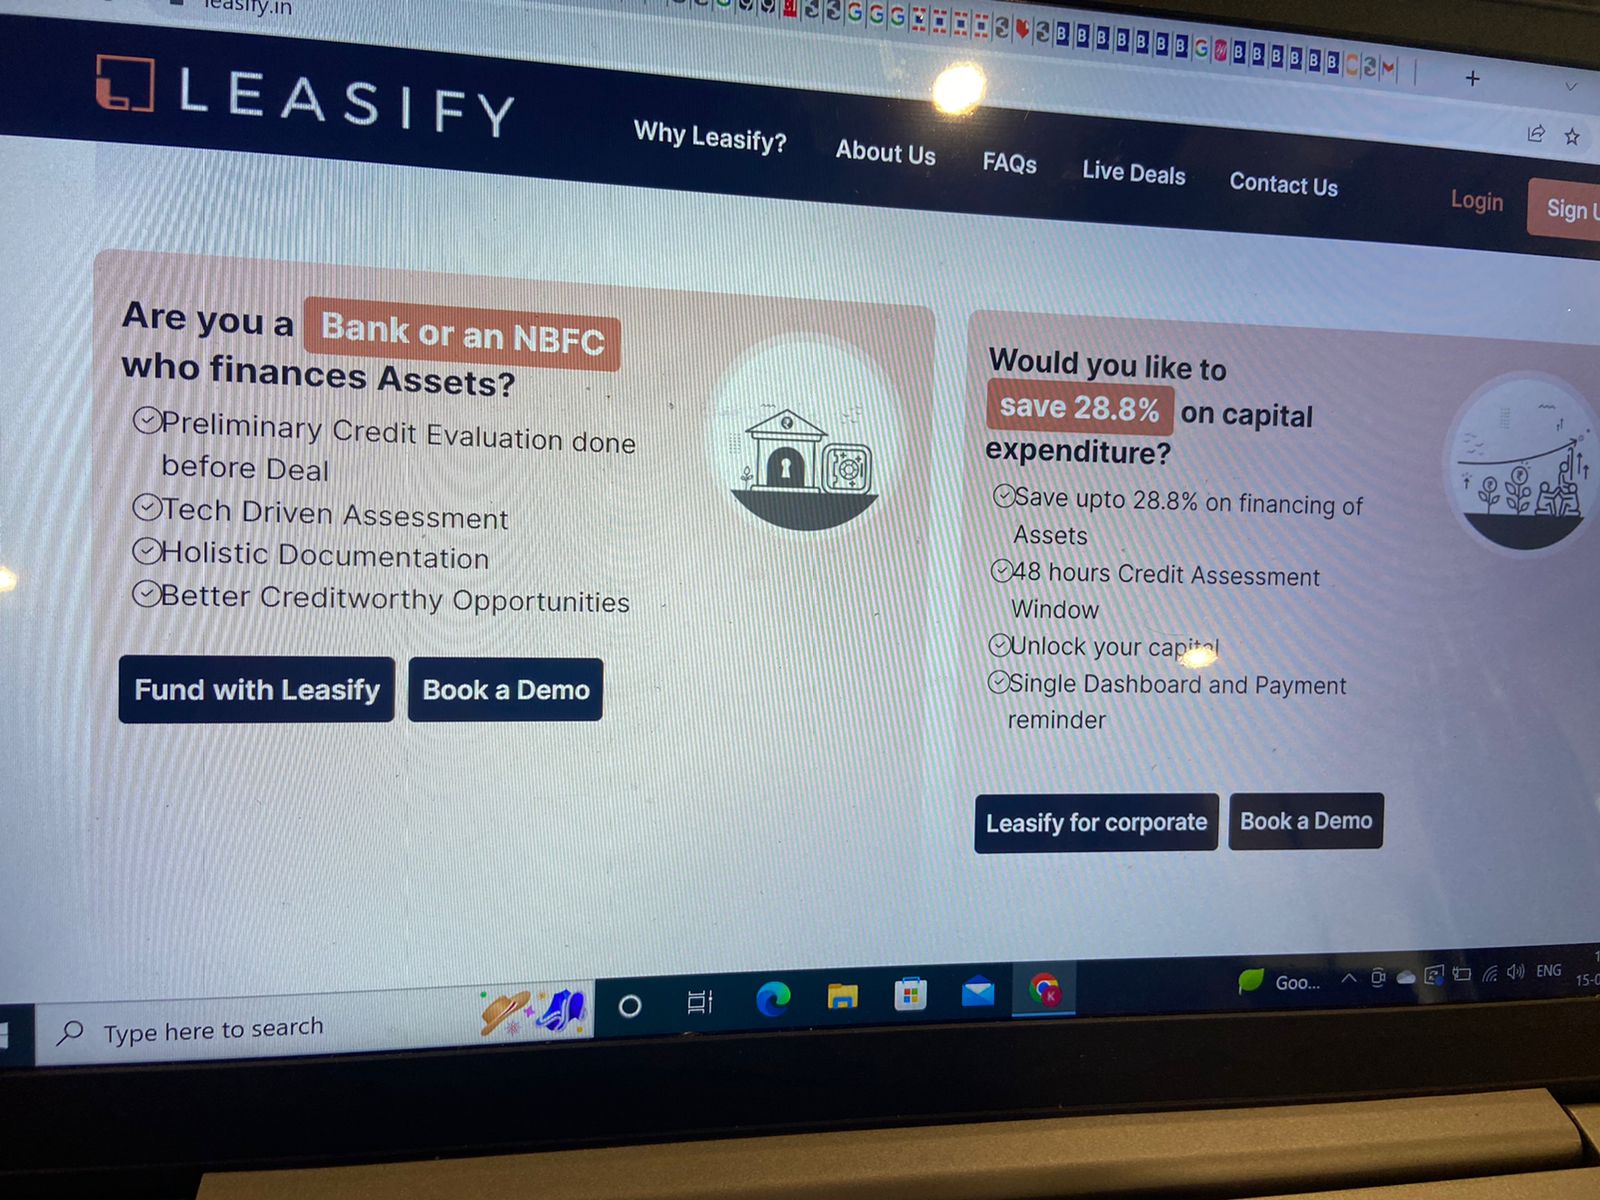 leasify.in
LEASIFY
Why Leasify?
About Us
FAQs
Live Deals
Contact Us
Login
Sign
Are you a Bank or an NBFC
who finances Assets?
Preliminary Credit Evaluation done
before Deal
Tech Driven Assessment
Holistic Documentation
Better Creditworthy Opportunities
Fund with Leasify
Book a Demo
Would you like to
save 28.8% on capital
expenditure?
Save upto 28.8% on financing of
Assets
48 hours Credit Assessment
Window
Unlock your capital
Single Dashboard and Payment
reminder
Leasify for corporate
Book a Demo
Type here to search
Goo...
ENG